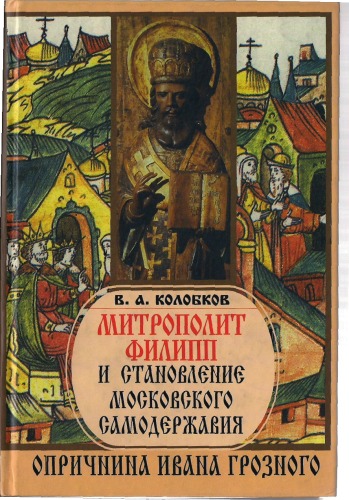 В. А. КОЛОБКОВ
МИТРОПОЛИТ
ФИЛИПП
И СТАНОВЛЕНИЕ
МОСКОВСКОГО
САМОДЕРЖАВИЯ
ОПРИЧНИНА ИВАНА ГРОЗНОГО